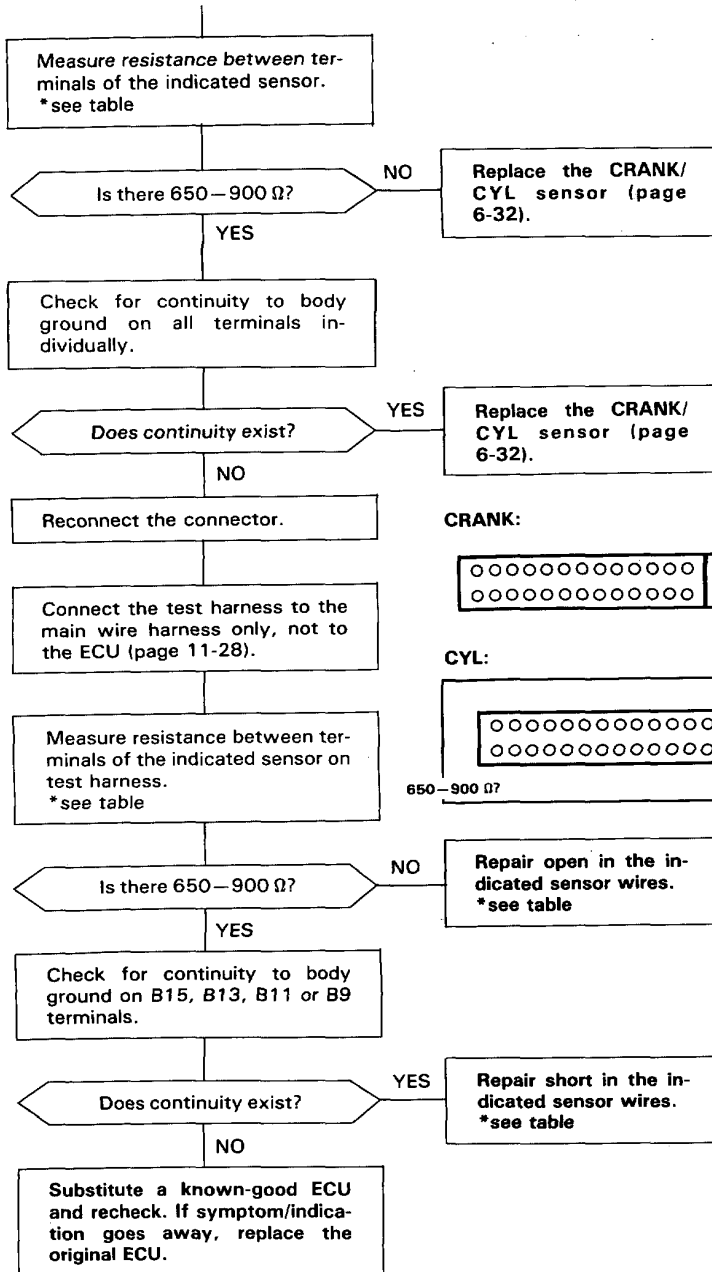 Measure resistance between ter-
minals of the indicated sensor.
*see table
Is there 650–900 Ω?
NO
Replace the CRANK/
CYL sensor (page
6-32).
YES
Check for continuity to body
ground on all terminals in-
dividually.
Does continuity exist?
YES
Replace the CRANK/
CYL sensor (page
6-32).
NO
Reconnect the connector.
CRANK:
Connect the test harness to the
main wire harness only, not to
the ECU (page 11-28).
CYL:
Measure resistance between ter-
minals of the indicated sensor on
test harness.
*see table
650–900 Ω?
Is there 650–900 Ω?
NO
Repair open in the in-
dicated sensor wires.
*see table
YES
Check for continuity to body
ground on B15, B13, B11 or B9
terminals.
Does continuity exist?
YES
Repair short in the in-
dicated sensor wires.
*see table
NO
Substitute a known-good ECU
and recheck. If symptom/indica-
tion goes away, replace the
original ECU.